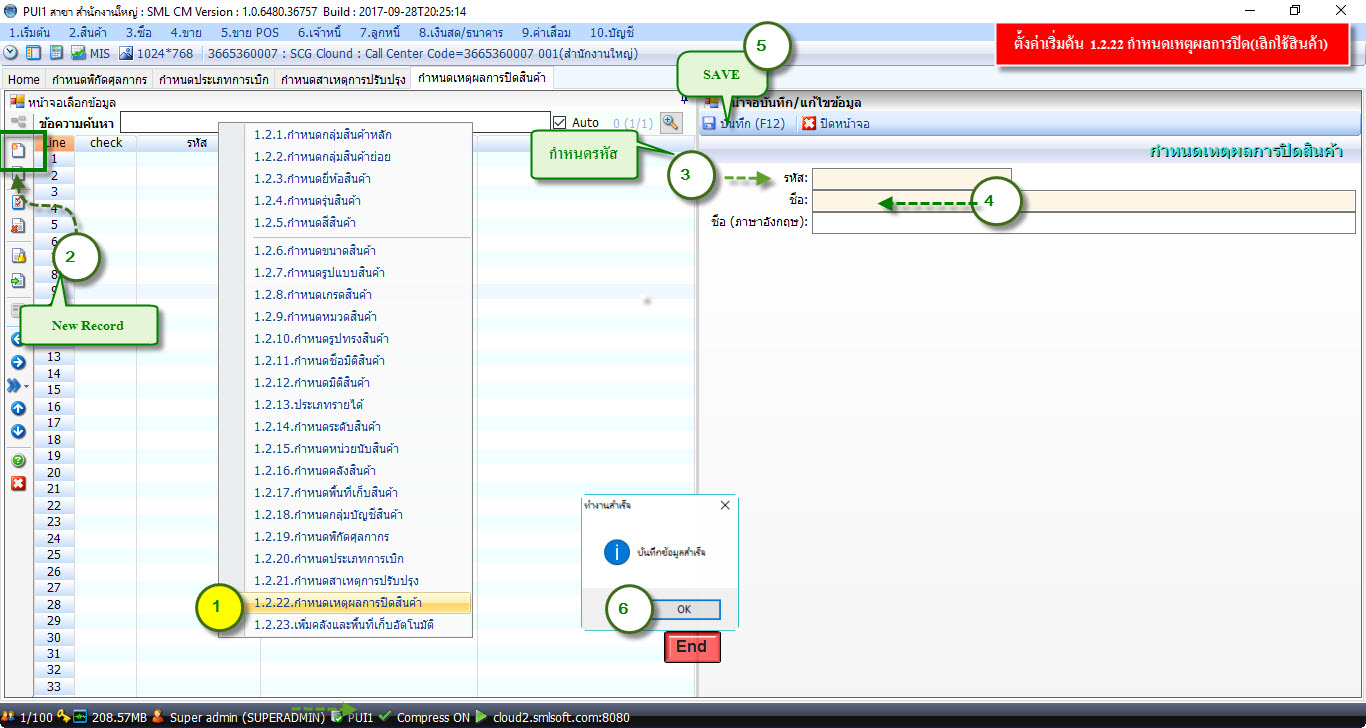 PUI1 สาขา สำนักงานใหญ่ : SML CM Version : 1.0.6480.36757 Build : 2017-09-28T20:25:14
1.เริ่มต้น 2.สินค้า 3.ซื้อ 4.ขาย 5.ขาย POS 6.เจ้าหนี้ 7.ลูกหนี้ 8.เงินสด/ธนาคาร 9.ค่าเสื่อม 10.บัญชี
MIS 1024*768 3665360007 : SCG Clound : Call Center Code=3665360007 001(สำนักงานใหญ่)
ตั้งค่าเริ่มต้น 1.2.22 กำหนดเหตุผลการปิด(เลิกใช้สินค้า)
Home กำหนดพิกัดศุลกากร กำหนดประเภทการเบิก กำหนดสาเหตุการปรับปรุง กำหนดเหตุผลการปิดสินค้า
5
SAVE
หน้าจอเลือกข้อมูล
ข้อความค้นหา
Auto 0 (1/1)
หน้าจอบันทึก/แก้ไขข้อมูล
บันทึก (F12) ปิดหน้าจอ
กำหนดเหตุผลการปิดสินค้า
Line check รหัส
กำหนดรหัส
3
รหัส:
4
ชื่อ:
ชื่อ (ภาษาอังกฤษ):
1
2
3
4
5
6
8
9
2
New Record
13
14
15
16
17
18
19
20
21
22
23
24
25
26
27
28
29
30
31
32
33
1.2.1.กำหนดกลุ่มสินค้าหลัก
1.2.2.กำหนดกลุ่มสินค้าย่อย
1.2.3.กำหนดยี่ห้อสินค้า
1.2.4.กำหนดรุ่นสินค้า
1.2.5.กำหนดสีสินค้า
1.2.6.กำหนดขนาดสินค้า
1.2.7.กำหนดรูปแบบสินค้า
1.2.8.กำหนดเกรดสินค้า
1.2.9.กำหนดหมวดสินค้า
1.2.10.กำหนดรูปทรงสินค้า
1.2.11.กำหนดชื่อมิติสินค้า
1.2.12.กำหนดมิติสินค้า
1.2.13.ประเภทรายได้
1.2.14.กำหนดระดับสินค้า
1.2.15.กำหนดหน่วยนับสินค้า
1.2.16.กำหนดคลังสินค้า
1.2.17.กำหนดพื้นที่เก็บสินค้า
1.2.18.กำหนดกลุ่มบัญชีสินค้า
1.2.19.กำหนดพิกัดศุลกากร
1.2.20.กำหนดประเภทการเบิก
1.2.21.กำหนดสาเหตุการปรับปรุง
1
1.2.22.กำหนดเหตุผลการปิดสินค้า
1.2.23.เพิ่มคลังและพื้นที่เก็บอัตโนมัติ
ทำงานสำเร็จ
บันทึกข้อมูลสำเร็จ
6
OK
End
1/100 208.57MB Super admin (SUPERADMIN) PUI1 Compress ON cloud2.smlsoft.com:8080